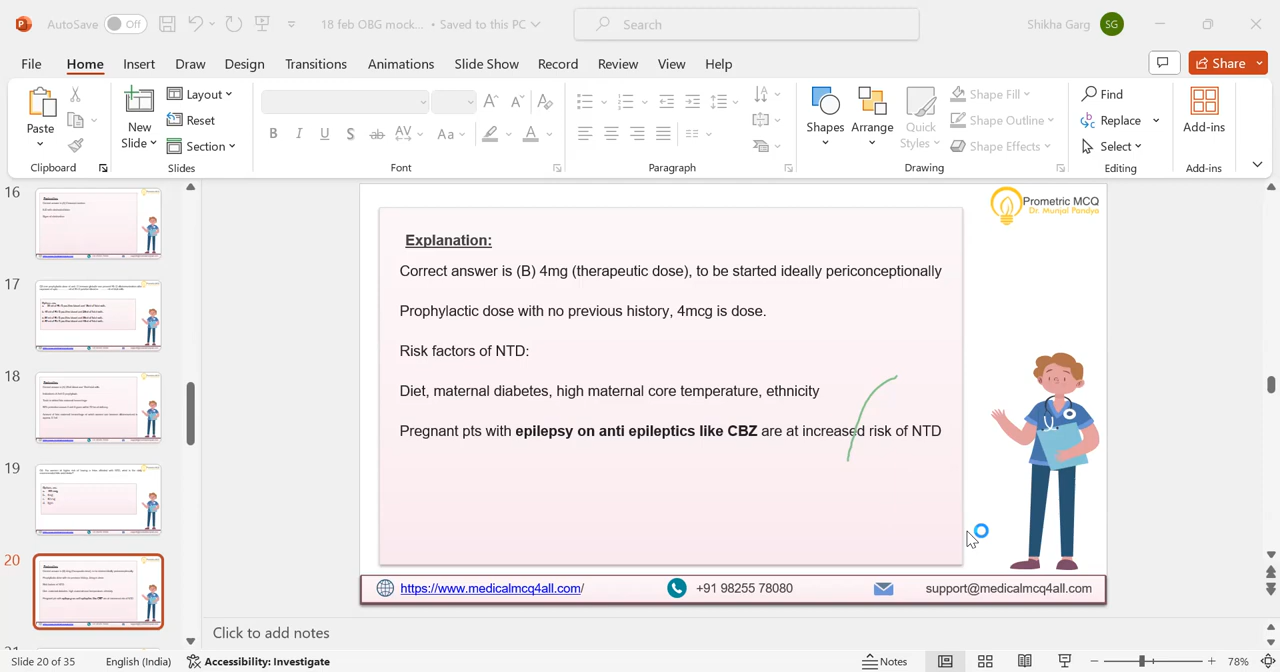 AutoSave Off 18 feb OBG mock... • Saved to this PC Search Shikha Garg SG
File Home Insert Draw Design Transitions Animations Slide Show Record Review View Help Share
Paste New Slide Layout Reset Section Aa Shapes Arrange Quick Styles Shape Fill Shape Outline Shape Effects Find Replace Select Add-ins
Clipboard Slides Font Paragraph Drawing Editing Add-ins
16
17
18
19
20
Prometric MCQ
Dr. Munjal Pandya
Explanation:
Correct answer is (B) 4mg (therapeutic dose), to be started ideally periconceptionally
Prophylactic dose with no previous history, 4mcg is dose.
Risk factors of NTD:
Diet, maternal diabetes, high maternal core temperature, ethnicity
Pregnant pts with epilepsy on anti epileptics like CBZ are at increased risk of NTD
https://www.medicalmcq4all.com/ +91 98255 78080 support@medicalmcq4all.com
Click to add notes
Slide 20 of 35 English (India) Accessibility: Investigate Notes 78%